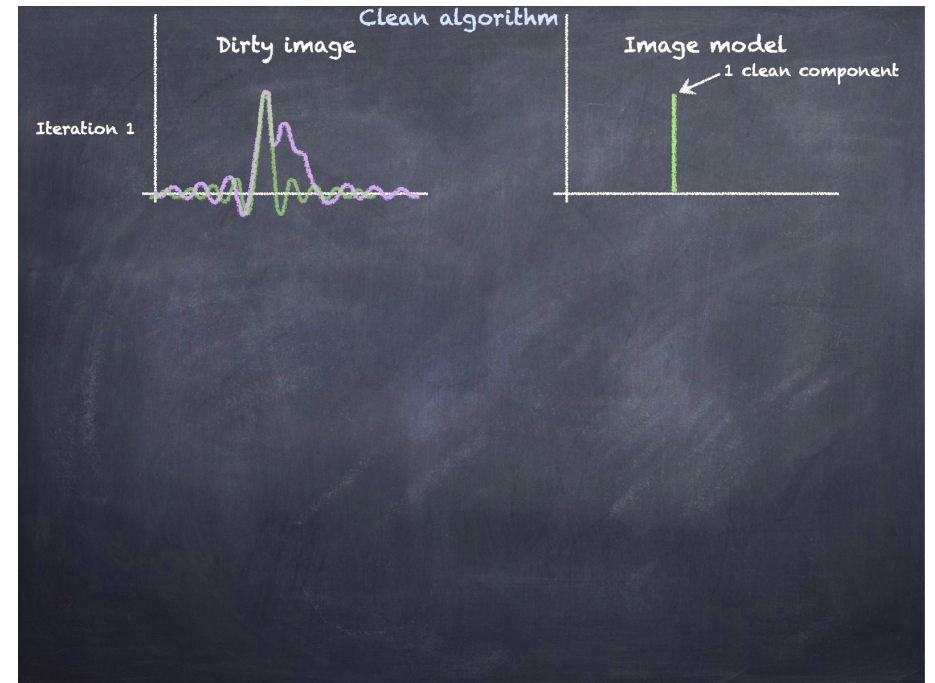 Clean algorithm
Dirty image
Image model
1 clean component
Iteration 1